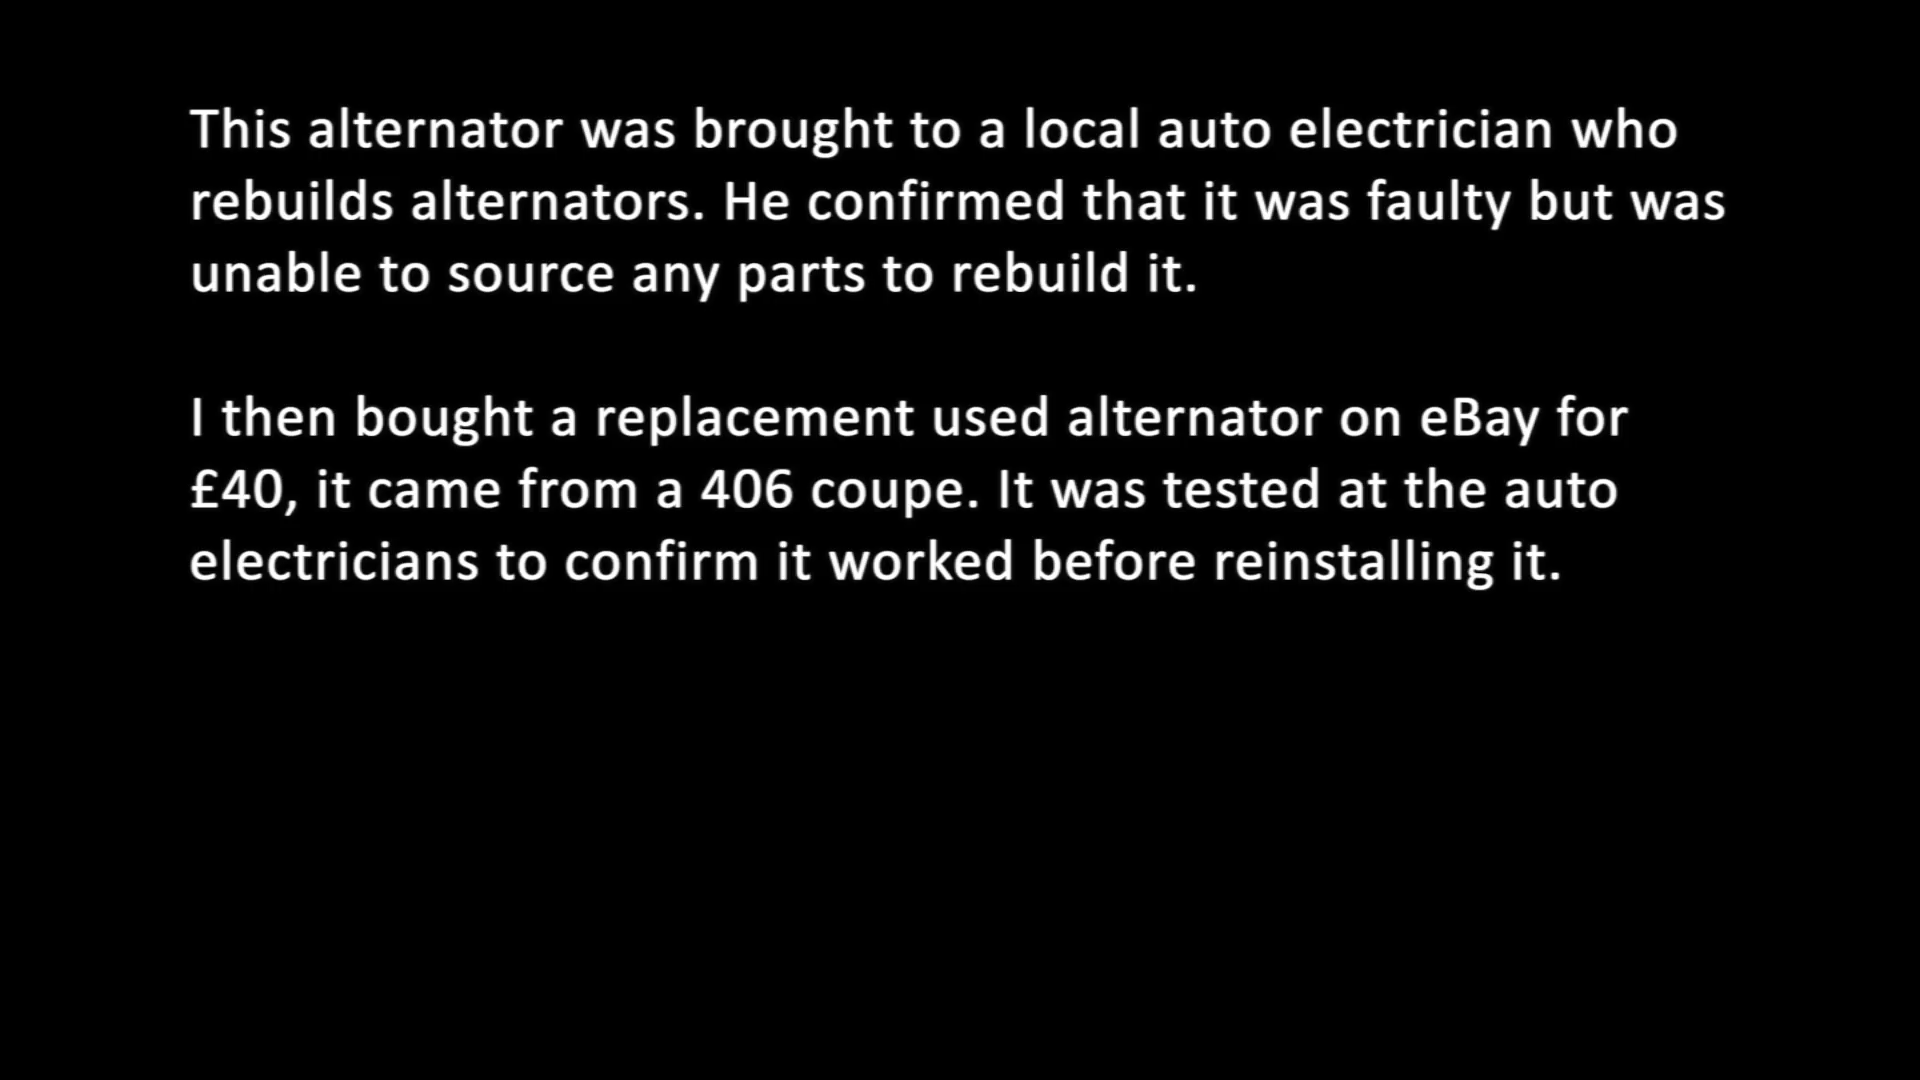 This alternator was brought to a local auto electrician who
rebuilds alternators. He confirmed that it was faulty but was
unable to source any parts to rebuild it.
I then bought a replacement used alternator on eBay for
£40, it came from a 406 coupe. It was tested at the auto
electricians to confirm it worked before reinstalling it.